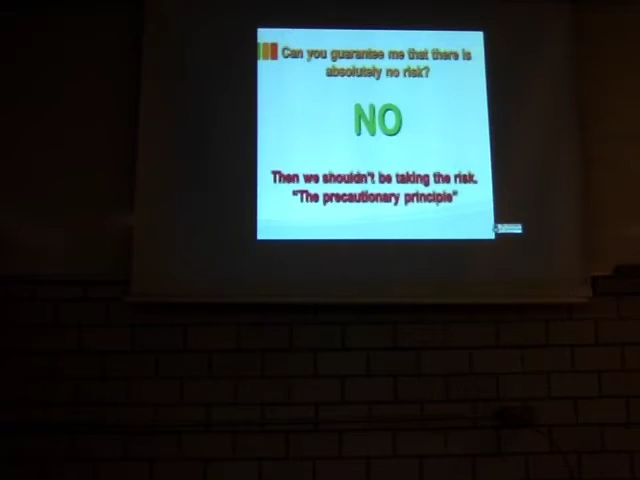 Can you guarantee me that there is
absolutely no risk?
NO
Then we shouldn't be taking the risk.
"The precautionary principle"